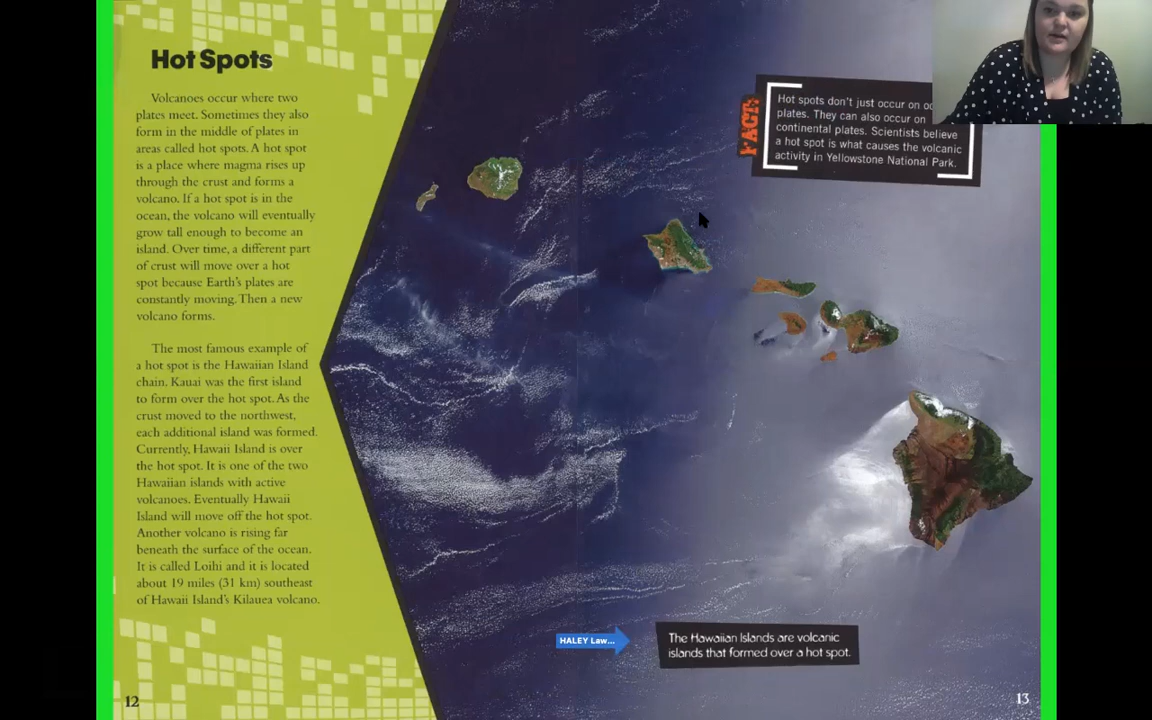 Hot Spots
Volcanoes occur where two
plates meet. Sometimes they also
form in the middle of plates in
areas called hot spots. A hot spot
is a place where magma rises up
through the crust and forms a
volcano. If a hot spot is in the
ocean, the volcano will eventually
grow tall enough to become an
island. Over time, a different part
of crust will move over a hot
spot because Earth's plates are
constantly moving. Then a new
volcano forms.
The most famous example of
a hot spot is the Hawaiian Island
chain. Kauai was the first island
to form over the hot spot. As the
crust moved to the northwest,
each additional island was formed.
Currently, Hawaii Island is over
the hot spot. It is one of the two
Hawaiian islands with active
volcanoes. Eventually Hawaii
Island will move off the hot spot.
Another volcano is rising far
beneath the surface of the ocean.
It is called Loihi and it is located
about 19 miles (31 km) southeast
of Hawaii Island's Kilauea volcano.
12
FACT:
Hot spots don't just occur on
plates. They can also occur on
continental plates. Scientists believe
a hot spot is what causes the volcanic
activity in Yellowstone National Park.
HALEY Law...
The Hawaiian Islands are volcanic
islands that formed over a hot spot.
13